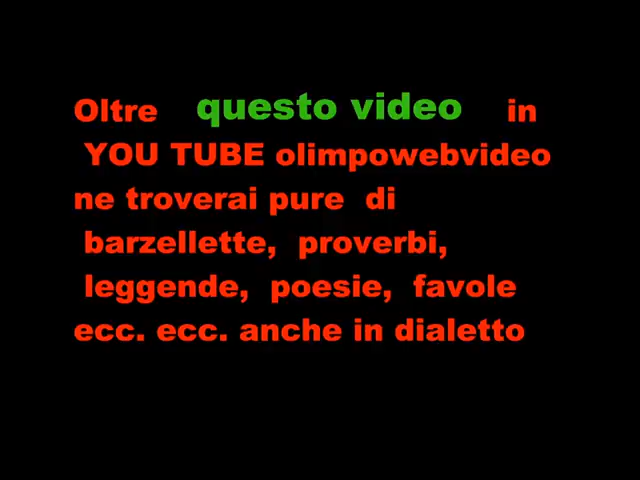 Oltre questo video in
YOU TUBE olimpowebvideo
ne troverai pure di
barzellette, proverbi,
leggende, poesie, favole
ecc. ecc. anche in dialetto